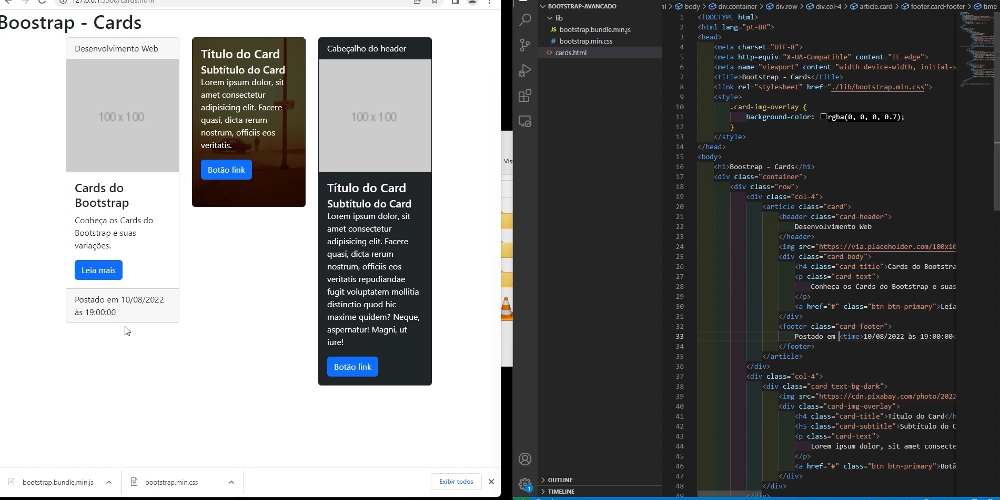 127.0.0.1:5500/cards.html
Boostrap - Cards
Desenvolvimento Web
100 x 100
Cards do
Bootstrap
Conheça os Cards do
Bootstrap e suas
variações.
Leia mais
Postado em 10/08/2022
às 19:00:00
Título do Card
Subtítulo do Card
Lorem ipsum dolor, sit
amet consectetur
adipisicing elit. Facere
quasi, dicta rerum
nostrum, officiis eos
veritatis.
Botão link
Cabeçalho do header
100 x 100
Título do Card
Subtítulo do Card
Lorem ipsum dolor, sit
amet consectetur
adipisicing elit. Facere
quasi, dicta rerum
nostrum, officiis eos
veritatis repudiandae
fugit voluptatem mollitia
distinctio quod hic
maxime quidem? Neque,
aspernatur! Magni, ut
iure!
Botão link
bootstrap.bundle.min.js
bootstrap.min.css
Exibir todos
Vis
BOOTSTRAP-AVANCADO
lib
JS bootstrap.bundle.min.js
# bootstrap.min.css
<> cards.html
1
OUTLINE
TIMELINE
nl > body > div.container > div.row > div.col-4 > article.card > footer.card-footer > time
1 <!DOCTYPE html>
2 <html lang="pt-BR">
3 <head>
4 <meta charset="UTF-8">
5 <meta http-equiv="X-UA-Compatible" content="IE=edge">
6 <meta name="viewport" content="width=device-width, initial-s
7 <title>Bootstrap - Cards</title>
8 <link rel="stylesheet" href="./lib/bootstrap.min.css">
9 <style>
10 .card-img-overlay {
11 background-color: rgba(0, 0, 0, 0.7);
12 }
13 </style>
14 </head>
15 <body>
16 <h1>Boostrap - Cards</h1>
17 <div class="container">
18 <div class="row">
19 <div class="col-4">
20 <article class="card">
21 <header class="card-header">
22 Desenvolvimento Web
23 </header>
24 <img src="https://via.placeholder.com/100x10
25 <div class="card-body">
26 <h4 class="card-title">Cards do Bootstra
27 <p class="card-text">
28 Conheça os Cards do Bootstrap e suas
29 </p>
30 <a href="#" class="btn btn-primary">Leia
31 </div>
32 <footer class="card-footer">
33 Postado em <time>10/08/2022 às 19:00:00<
34 </footer>
35 </article>
36 </div>
37 <div class="col-4">
38 <div class="card text-bg-dark">
39 <img src="https://cdn.pixabay.com/photo/2022
40 <div class="card-img-overlay">
41 <h4 class="card-title">Título do Card</h
42 <h5 class="card-subtitle">Subtítulo do C
43 <p class="card-text">
44 Lorem ipsum dolor, sit amet consecte
45 </p>
46 <a href="#" class="btn btn-primary">Botã
47 </div>
48 </div>
49 </div>